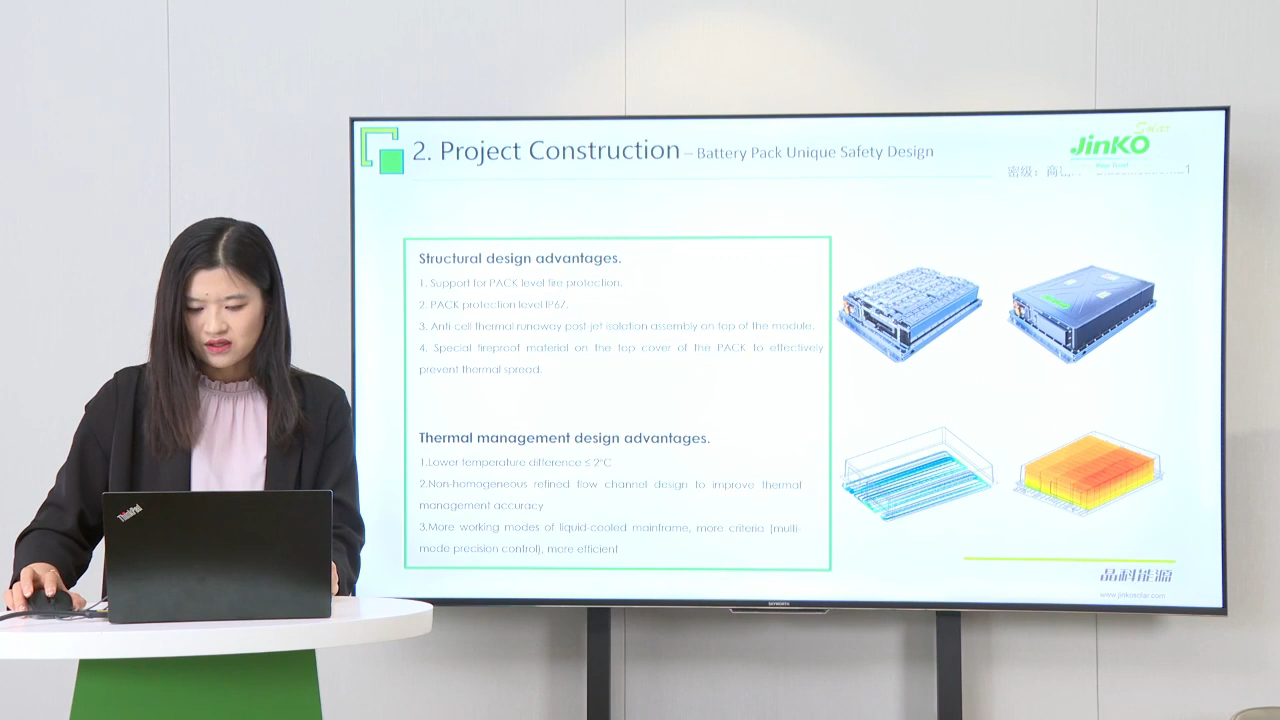 2. Project Construction – Battery Pack Unique Safety Design
Solar
JinKO
密级：商
Structural design advantages.
1. Support for PACK level fire protection.
2. PACK protection level IP67.
3. Anti cell thermal runaway post jet isolation assembly on top of the module.
4. Special fireproof material on the top cover of the PACK to effectively
prevent thermal spread.
Thermal management design advantages.
1.Lower temperature difference ≤ 2°C
2.Non-homogeneous refined flow channel design to improve thermal
management accuracy
3.More working modes of liquid-cooled mainframe, more criteria (multi-
mode precision control), more efficient
晶科能源
www.jinkosolar.com
SKYWORTH
ThinkPad